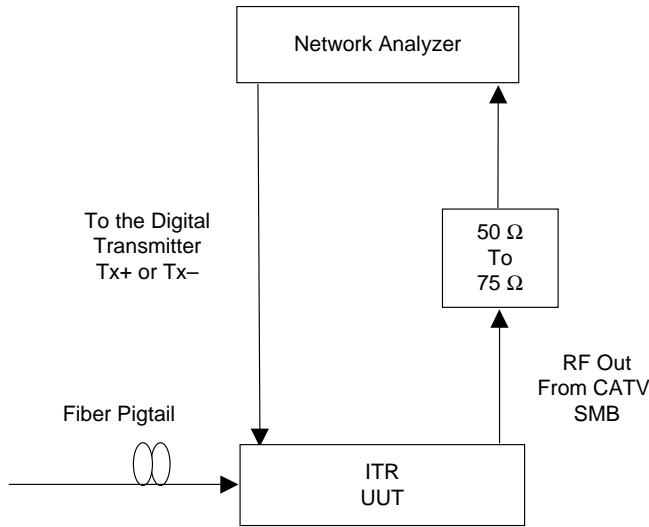 Network Analyzer
To the Digital
Transmitter
Tx+ or Tx–
50 Ω
To
75 Ω
RF Out
From CATV
SMB
Fiber Pigtail
ITR
UUT